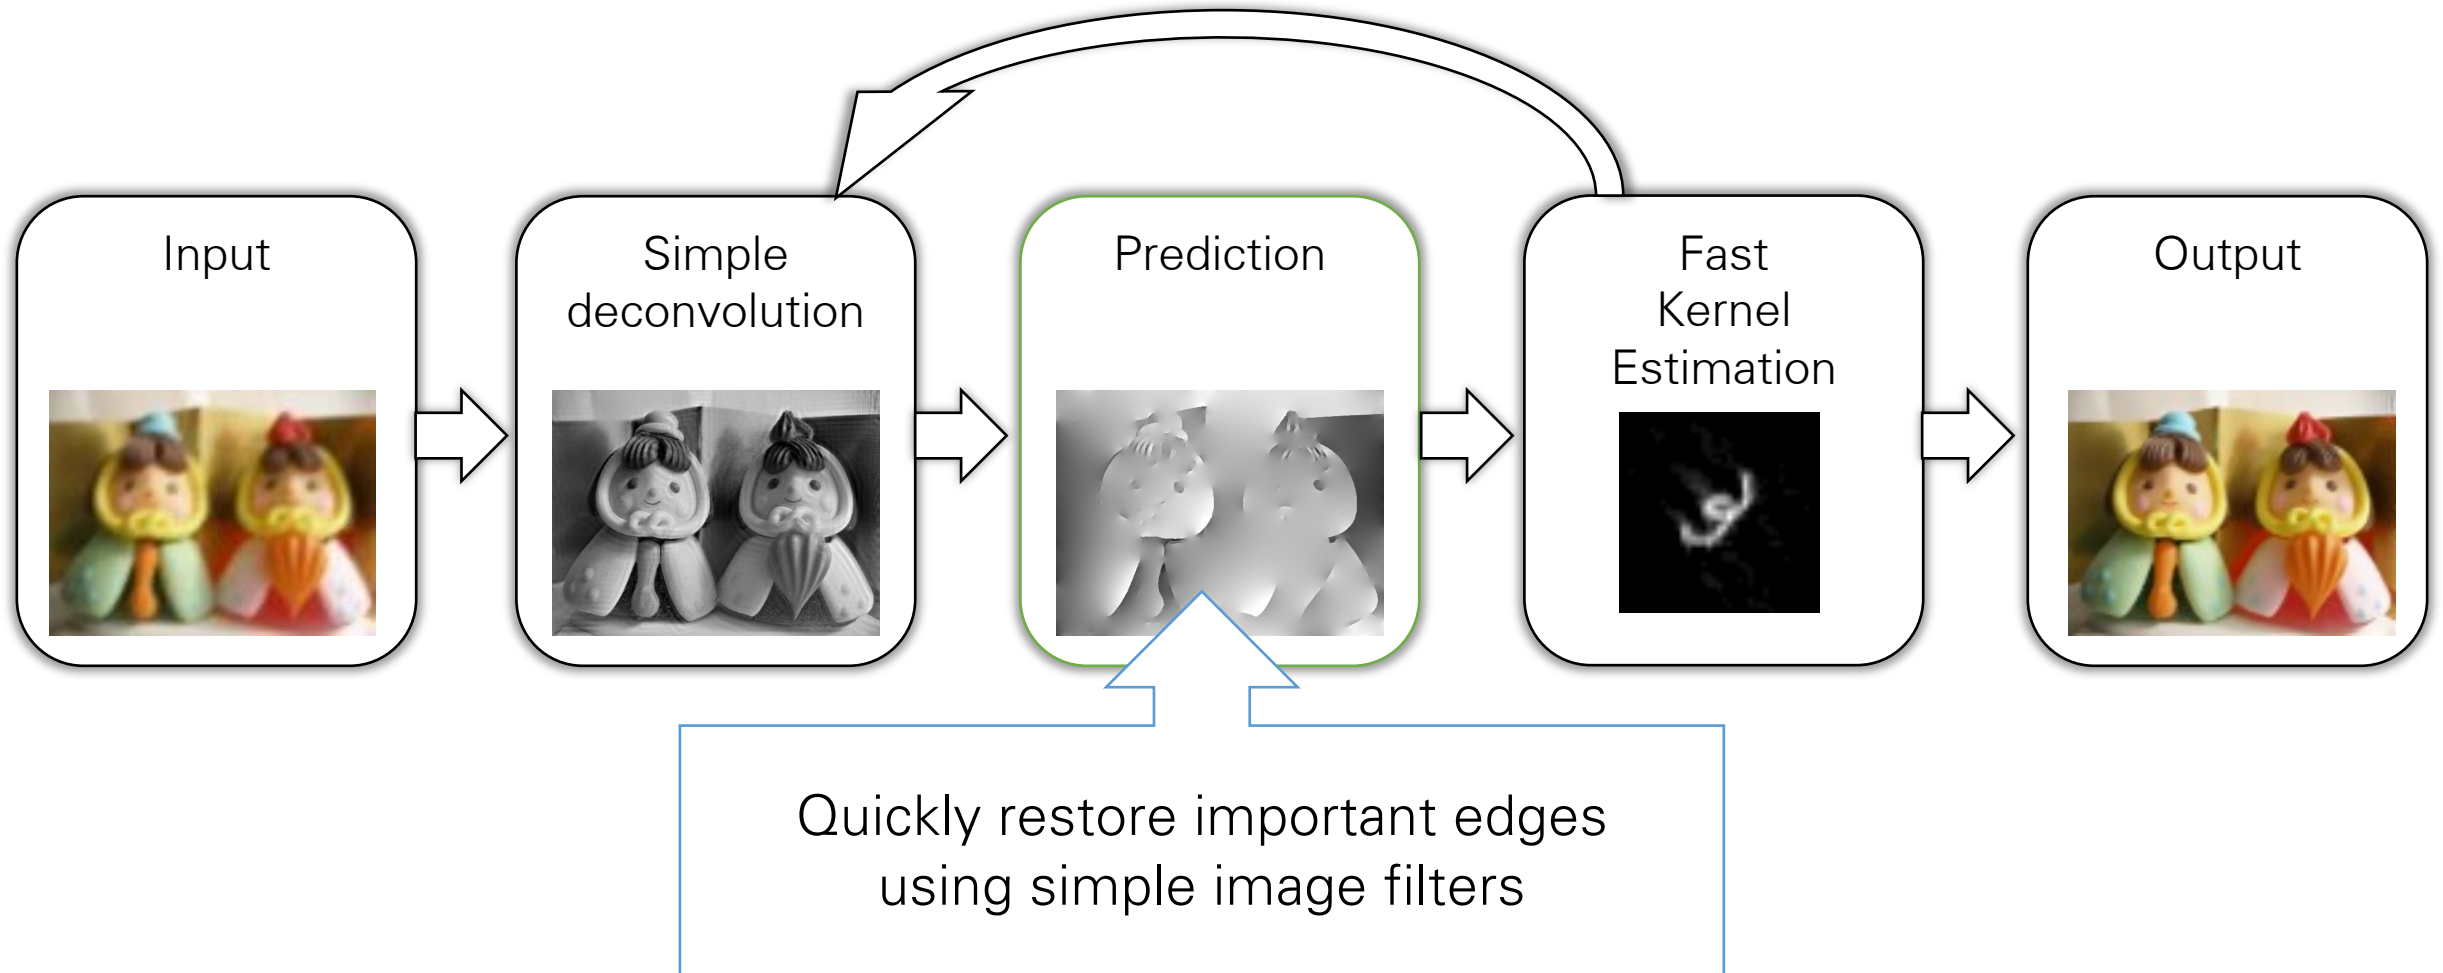 Input
Simple
deconvolution
Prediction
Fast
Kernel
Estimation
Output
Quickly restore important edges
using simple image filters